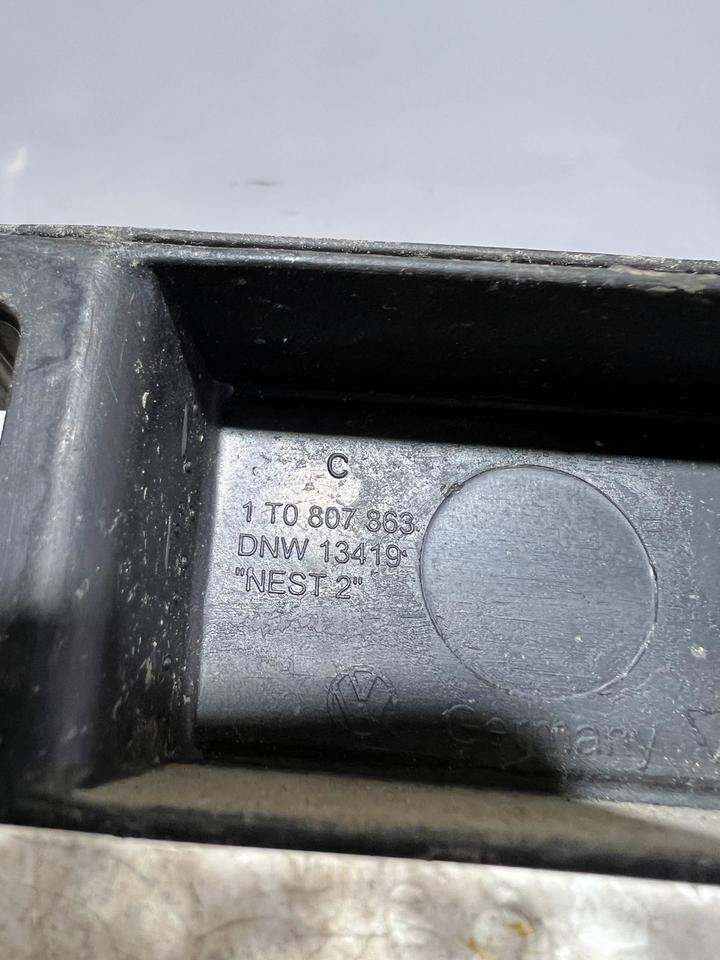 C
1 T0 807 863
DNW 13419
"NEST 2"
Germany